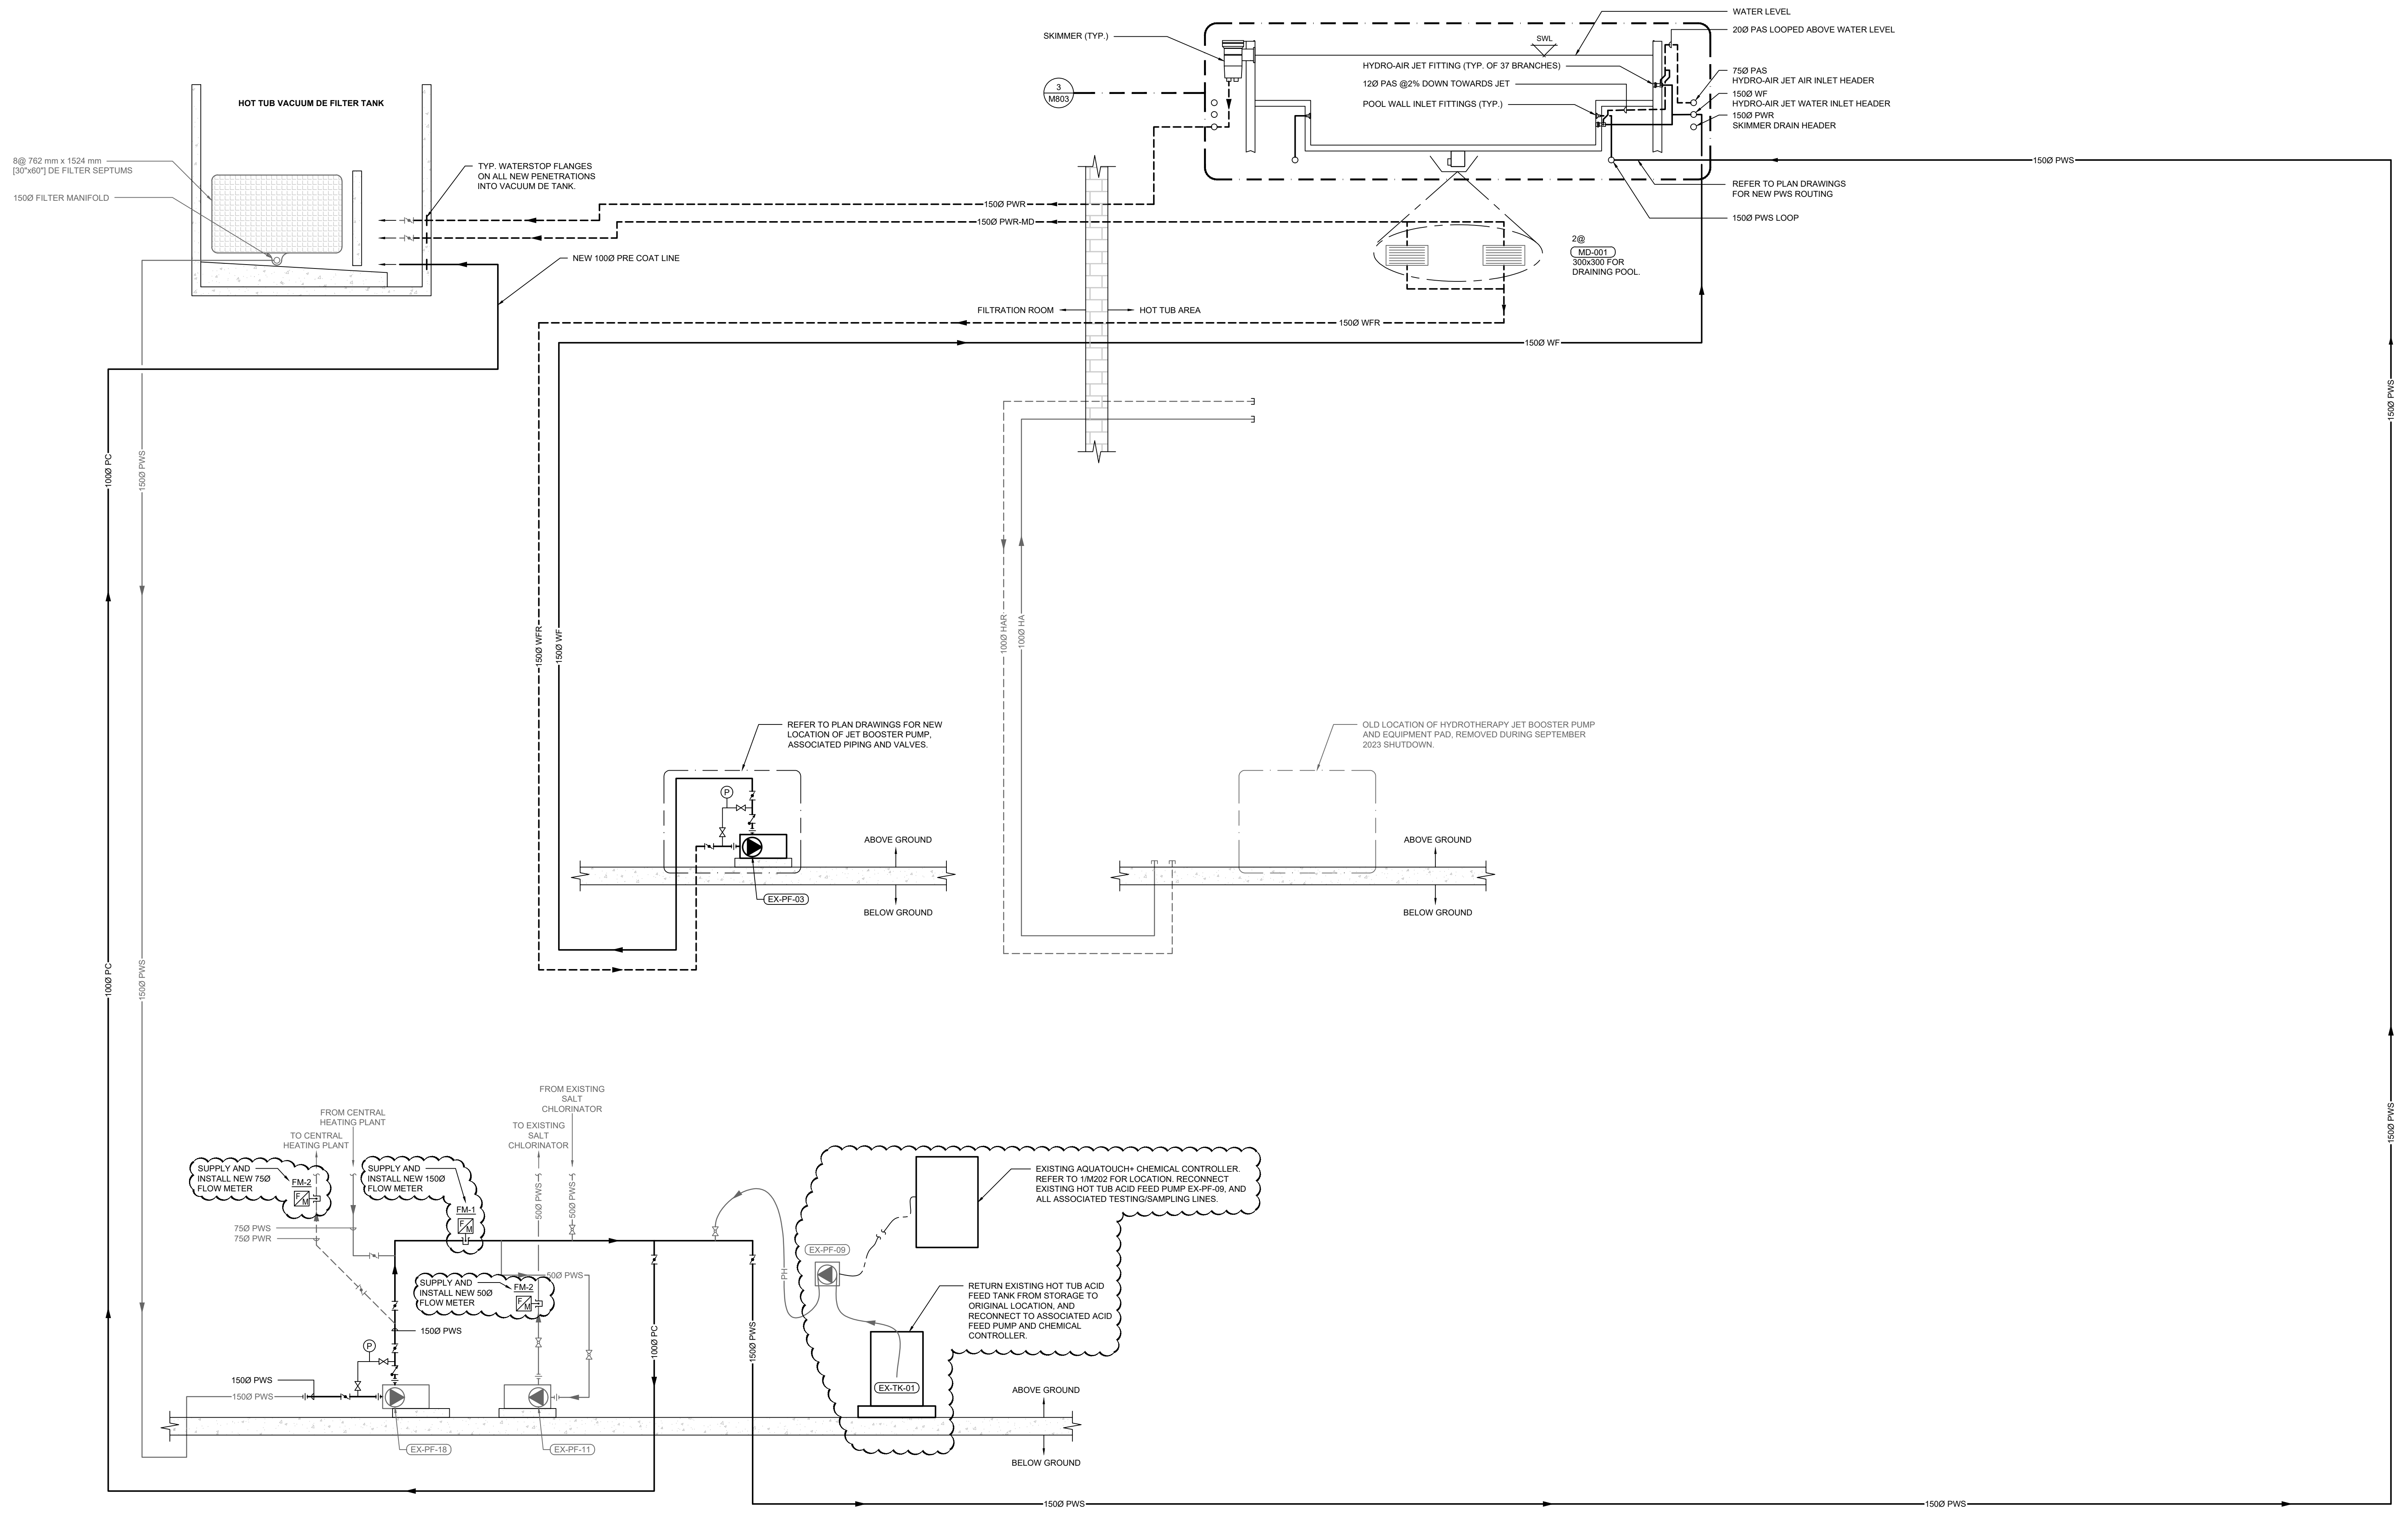 WATER LEVEL
20Ø PAS LOOPED ABOVE WATER LEVEL
SKIMMER (TYP.)
SWL
HYDRO-AIR JET FITTING (TYP. OF 37 BRANCHES)
12Ø PAS @2% DOWN TOWARDS JET
POOL WALL INLET FITTINGS (TYP.)
75Ø PAS
HYDRO-AIR JET AIR INLET HEADER
150Ø WF
HYDRO-AIR JET WATER INLET HEADER
150Ø PWR
SKIMMER DRAIN HEADER
3
M803
HOT TUB VACUUM DE FILTER TANK
8@ 762 mm x 1524 mm
[30"x60"] DE FILTER SEPTUMS
150Ø FILTER MANIFOLD
TYP. WATERSTOP FLANGES
ON ALL NEW PENETRATIONS
INTO VACUUM DE TANK.
150Ø PWS
REFER TO PLAN DRAWINGS
FOR NEW PWS ROUTING
150Ø PWS LOOP
150Ø PWR
150Ø PWR-MD
2@
MD-001
300x300 FOR
DRAINING POOL.
NEW 100Ø PRE COAT LINE
FILTRATION ROOM
HOT TUB AREA
150Ø WFR
150Ø WF
150Ø PWS
100Ø PC
150Ø PWS
150Ø WFR
150Ø WF
100Ø HAR
100Ø HA
REFER TO PLAN DRAWINGS FOR NEW
LOCATION OF JET BOOSTER PUMP,
ASSOCIATED PIPING AND VALVES.
OLD LOCATION OF HYDROTHERAPY JET BOOSTER PUMP
AND EQUIPMENT PAD, REMOVED DURING SEPTEMBER
2023 SHUTDOWN.
P
ABOVE GROUND
BELOW GROUND
EX-PF-03
ABOVE GROUND
BELOW GROUND
100Ø PC
150Ø PWS
150Ø PWS
FROM EXISTING
SALT
CHLORINATOR
TO EXISTING
SALT
CHLORINATOR
FROM CENTRAL
HEATING PLANT
TO CENTRAL
HEATING PLANT
SUPPLY AND
INSTALL NEW 75Ø
FLOW METER
FM-2
F
M
SUPPLY AND
INSTALL NEW 150Ø
FLOW METER
FM-1
F
M
50Ø PWS
50Ø PWS
75Ø PWS
75Ø PWR
50Ø PWS
SUPPLY AND
INSTALL NEW 50Ø
FLOW METER
FM-2
F
M
150Ø PWS
P
150Ø PWS
150Ø PWS
100Ø PC
150Ø PWS
PH
EX-PF-09
EXISTING AQUATOUCH+ CHEMICAL CONTROLLER.
REFER TO 1/M202 FOR LOCATION. RECONNECT
EXISTING HOT TUB ACID FEED PUMP EX-PF-09, AND
ALL ASSOCIATED TESTING/SAMPLING LINES.
RETURN EXISTING HOT TUB ACID
FEED TANK FROM STORAGE TO
ORIGINAL LOCATION, AND
RECONNECT TO ASSOCIATED ACID
FEED PUMP AND CHEMICAL
CONTROLLER.
EX-TK-01
EX-PF-18
EX-PF-11
ABOVE GROUND
BELOW GROUND
150Ø PWS
150Ø PWS